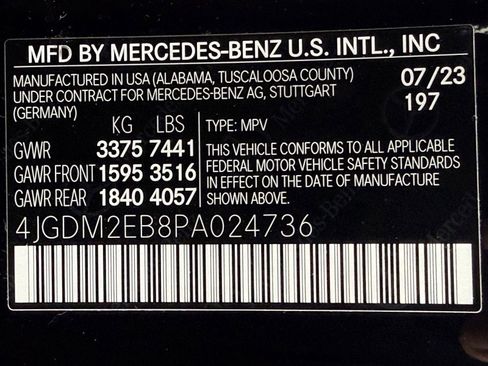 MFD BY MERCEDES-BENZ U.S. INTL., INC
MANUFACTURED IN USA (ALABAMA, TUSCALOOSA COUNTY)
UNDER CONTRACT FOR MERCEDES-BENZ AG, STUTTGART
(GERMANY)
07/23
197
KG LBS
GVWR 3375 7441
GAWR FRONT 1595 3516
GAWR REAR 1840 4057
TYPE: MPV
THIS VEHICLE CONFORMS TO ALL APPLICABLE
FEDERAL MOTOR VEHICLE SAFETY STANDARDS
IN EFFECT ON THE DATE OF MANUFACTURE
SHOWN ABOVE.
4JGDM2EB8PA024736